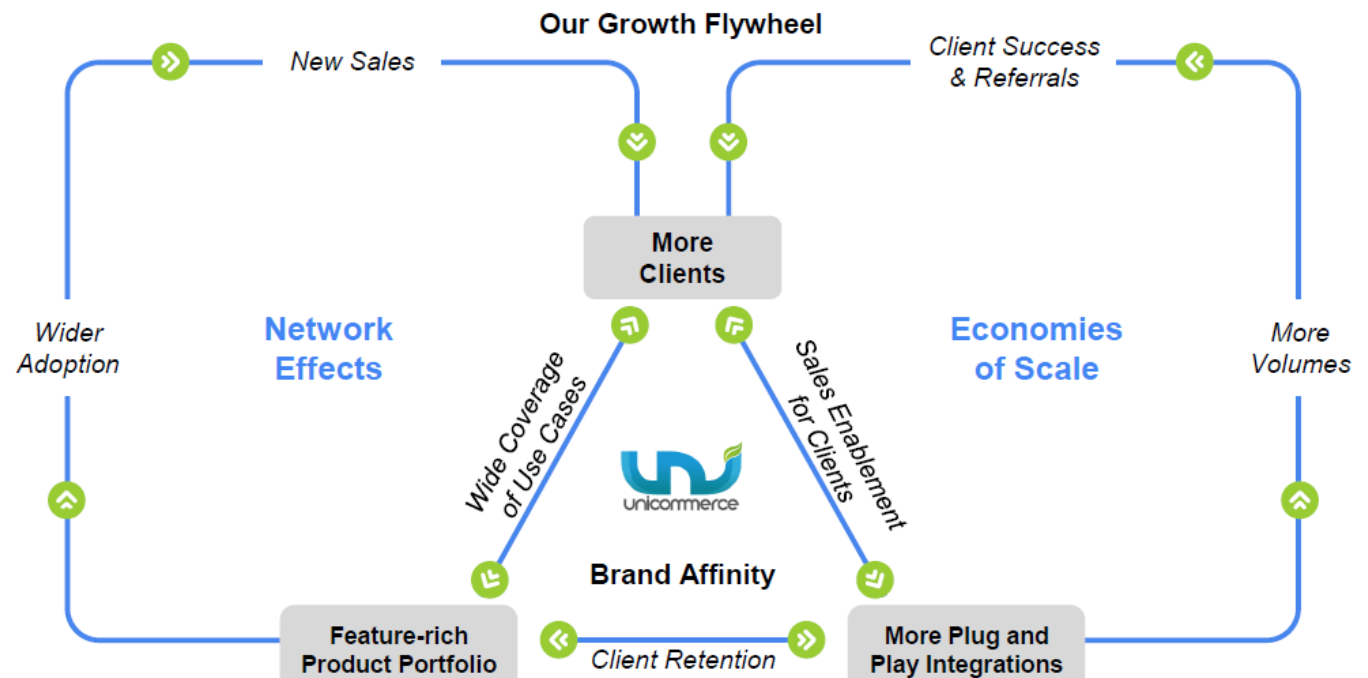 Our Growth Flywheel
New Sales
Client Success
& Referrals
More
Clients
Wider
Adoption
Network
Effects
Wide Coverage
of Use Cases
Sales Enablement
for Clients
Economies
of Scale
More
Volumes
unicommerce
Brand Affinity
Feature-rich
Product Portfolio
Client Retention
More Plug and
Play Integrations